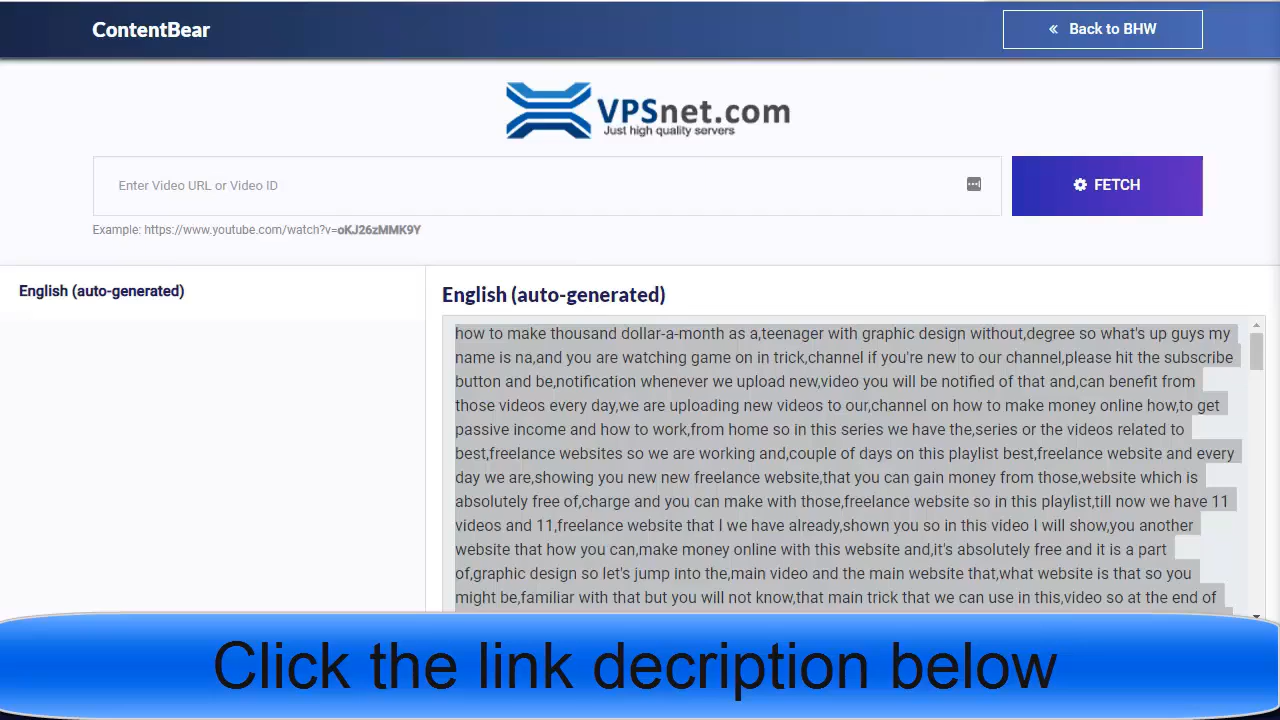 ContentBear
Back to BHW
VPSnet.com
Just high quality servers
Enter Video URL or Video ID
FETCH
Example: https://www.youtube.com/watch?v=oKJ26zMMK9Y
English (auto-generated)
English (auto-generated)
how to make thousand dollar-a-month as a,teenager with graphic design without,degree so what's up guys my
name is na,and you are watching game on in trick,channel if you're new to our channel,please hit the subscribe
button and be,notification whenever we upload new,video you will be notified of that and,can benefit from
those videos every day,we are uploading new videos to our,channel on how to make money online how,to get
passive income and how to work,from home so in this series we have the,series or the videos related to
best,freelance websites so we are working and,couple of days on this playlist best,freelance website and every
day we are,showing you new new freelance website,that you can gain money from those,website which is
absolutely free of,charge and you can make with those,freelance website so in this playlist,till now we have 11
videos and 11,freelance website that I we have already,shown you so in this video I will show,you another
website that how you can,make money online with this website and,it's absolutely free and it is a part
of,graphic design so let's jump into the,main video and the main website that,what website is that so you
might be,familiar with that but you will not know,that main trick that we can use in this,video so at the end of
Click the link decription below